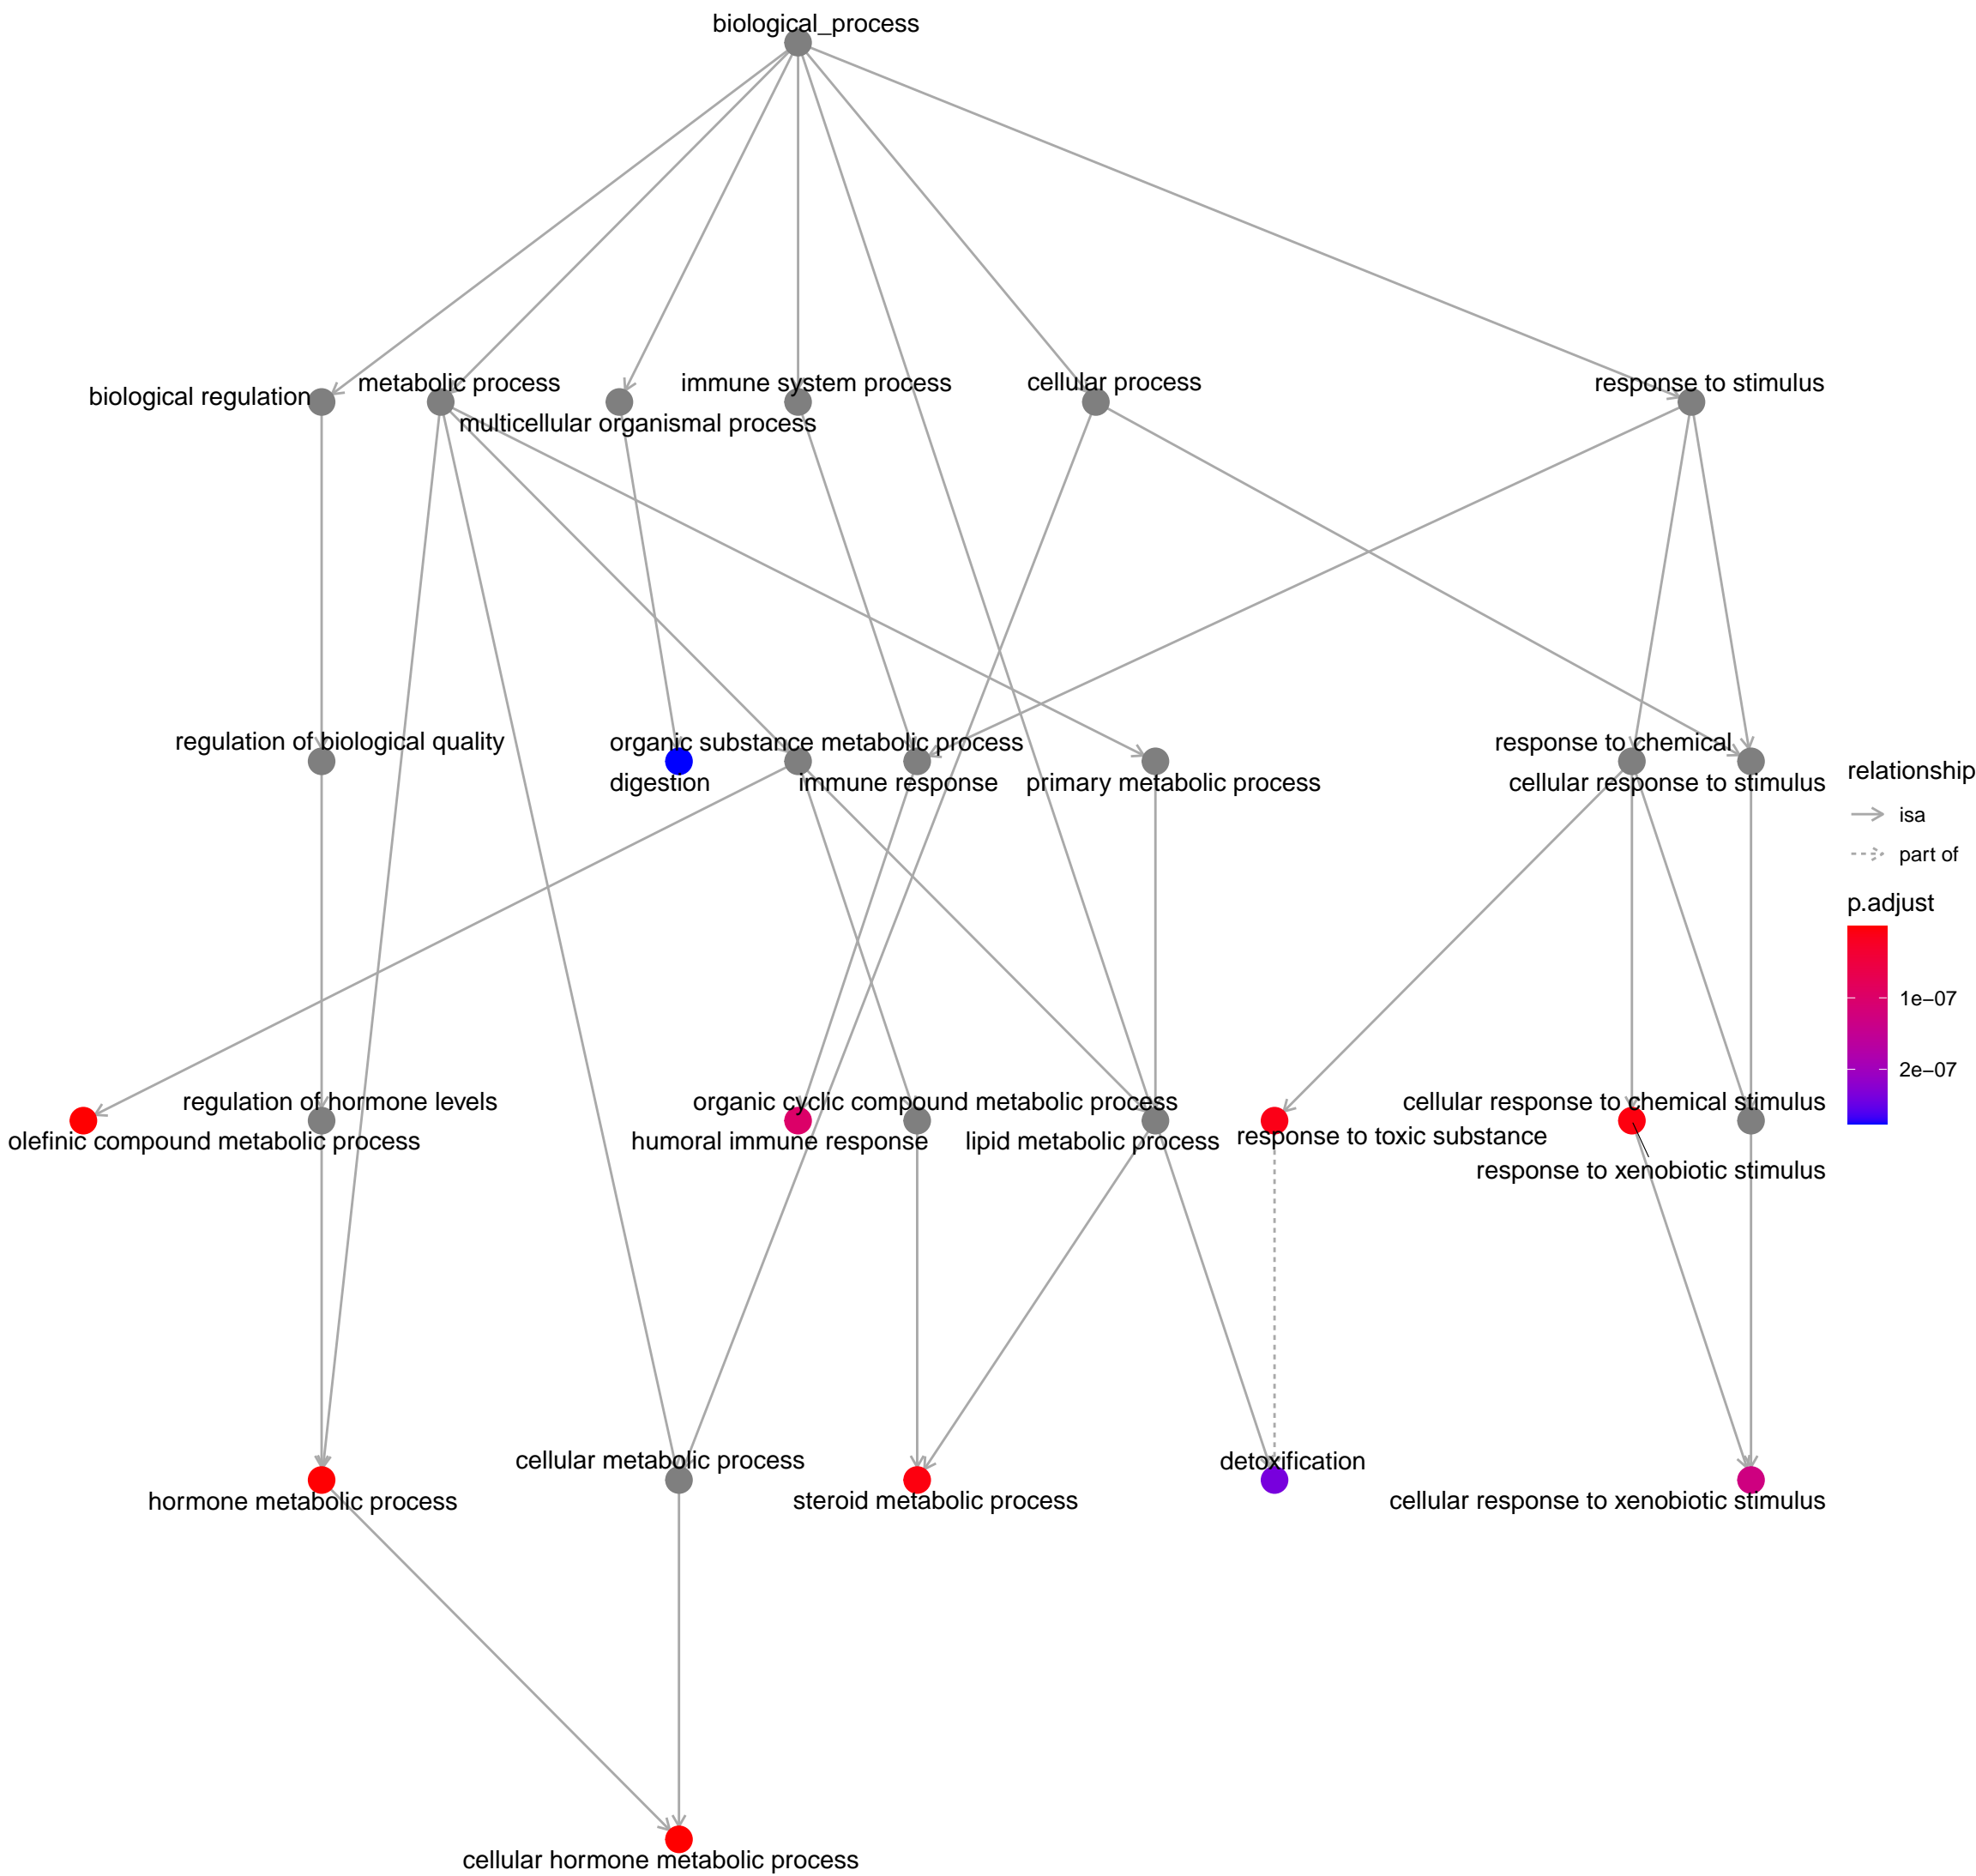 biological_process
metabolic process
immune system process
cellular process
response to stimulus
biological regulation
multicellular organismal process
regulation of biological quality
organic substance metabolic process
response to chemical
digestion
immune response
primary metabolic process
cellular response to stimulus
relationship
isa
part of
p.adjust
1e−07
2e−07
regulation of hormone levels
organic cyclic compound metabolic process
cellular response to chemical stimulus
olefinic compound metabolic process
humoral immune response
lipid metabolic process
response to toxic substance
response to xenobiotic stimulus
cellular metabolic process
detoxification
hormone metabolic process
steroid metabolic process
cellular response to xenobiotic stimulus
cellular hormone metabolic process